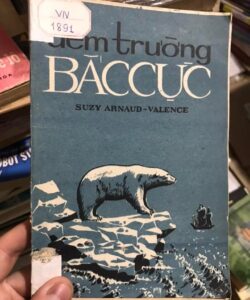 VIV
1891
đêm trường
BẮC CỰC
SUZY ARNAUD-VALENCE